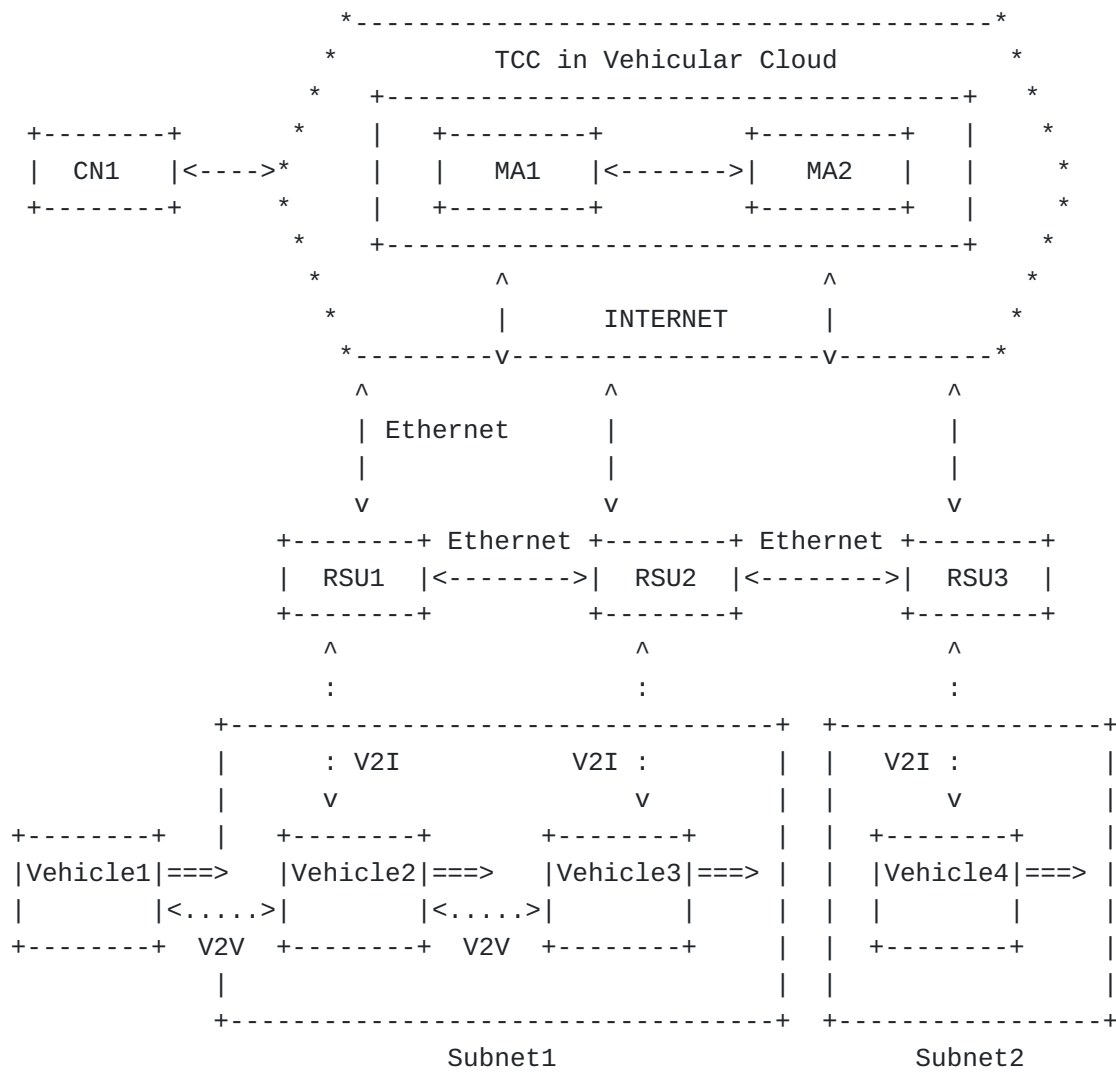 TCC in Vehicular Cloud
CN1 MA1 MA2
INTERNET
Ethernet
Ethernet Ethernet
RSU1 RSU2 RSU3
: V2I V2I : V2I :
Vehicle1 Vehicle2 Vehicle3 Vehicle4
V2V V2V
Subnet1 Subnet2